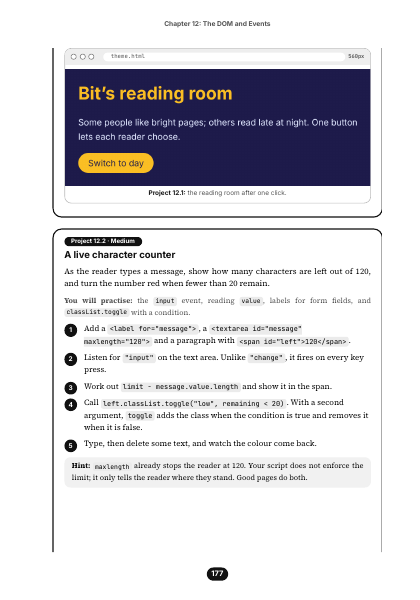 Chapter 12: The DOM and Events
theme.html
560px
Bit's reading room
Some people like bright pages; others read late at night. One button
lets each reader choose.
Switch to day
Project 12.1: the reading room after one click.
Project 12.2 · Medium
A live character counter
As the reader types a message, show how many characters are left out of 120,
and turn the number red when fewer than 20 remain.
You will practise: the input event, reading value, labels for form fields, and
classList.toggle with a condition.
1 Add a <label for="message">, a <textarea id="message"
maxlength="120"> and a paragraph with <span id="left">120</span>.
2 Listen for "input" on the text area. Unlike "change", it fires on every key
press.
3 Work out limit - message.value.length and show it in the span.
4 Call left.classList.toggle("low", remaining < 20). With a second
argument, toggle adds the class when the condition is true and removes it
when it is false.
5 Type, then delete some text, and watch the colour come back.
Hint: maxlength already stops the reader at 120. Your script does not enforce the
limit; it only tells the reader where they stand. Good pages do both.
177